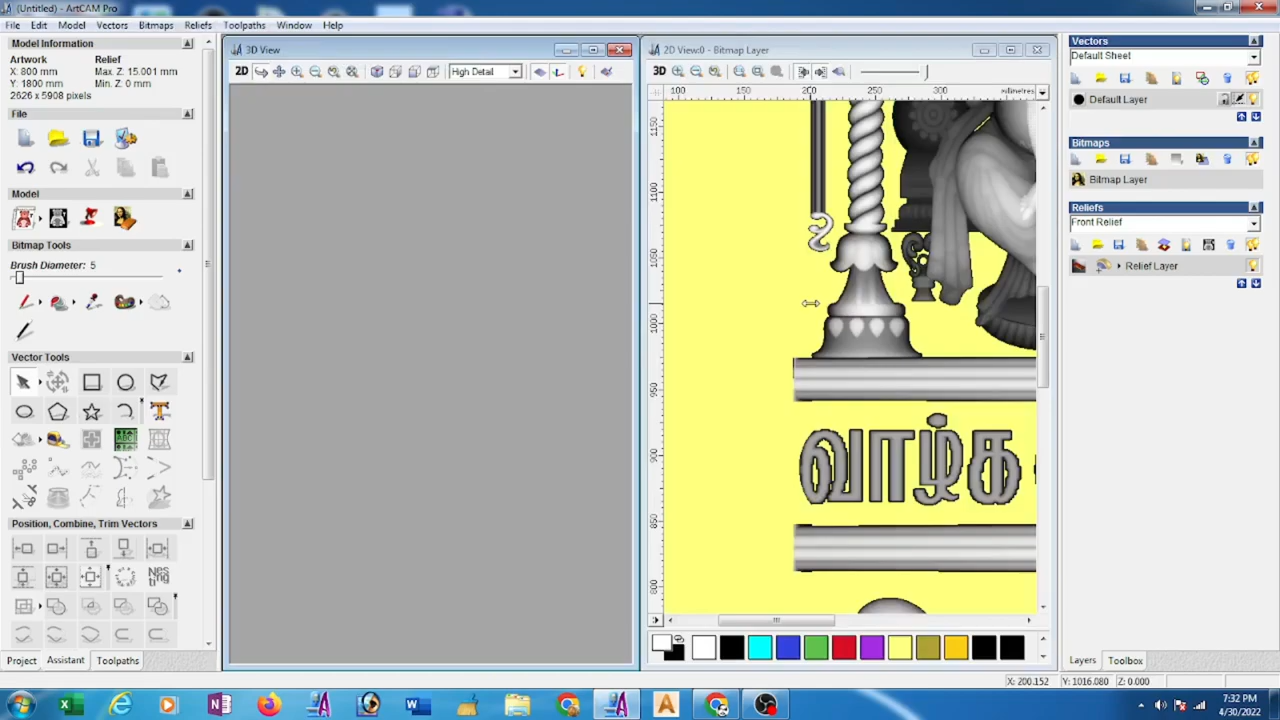 (Untitled) - ArtCAM Pro
File Edit Model Vectors Bitmaps Reliefs Toolpaths Window Help
Model Information
Artwork Relief
X: 800 mm Max. Z: 15.001 mm
Y: 1800 mm Min. Z: 0 mm
2626 x 5908 pixels
File
Model
Bitmap Tools
Brush Diameter: 5
Vector Tools
Position, Combine, Trim Vectors
Project Assistant Toolpaths
3D View
2D High Detail
2D View:0 - Bitmap Layer
3D
100 150 200 250 300 millimetres
1150
1100
1050
1000
950
900
850
800
வாழ்க
Vectors
Default Sheet
Default Layer
Bitmaps
Bitmap Layer
Reliefs
Front Relief
Relief Layer
Layers Toolbox
X: 200.152 Y: 1016.080 Z: 0.000
7:32 PM
4/30/2022